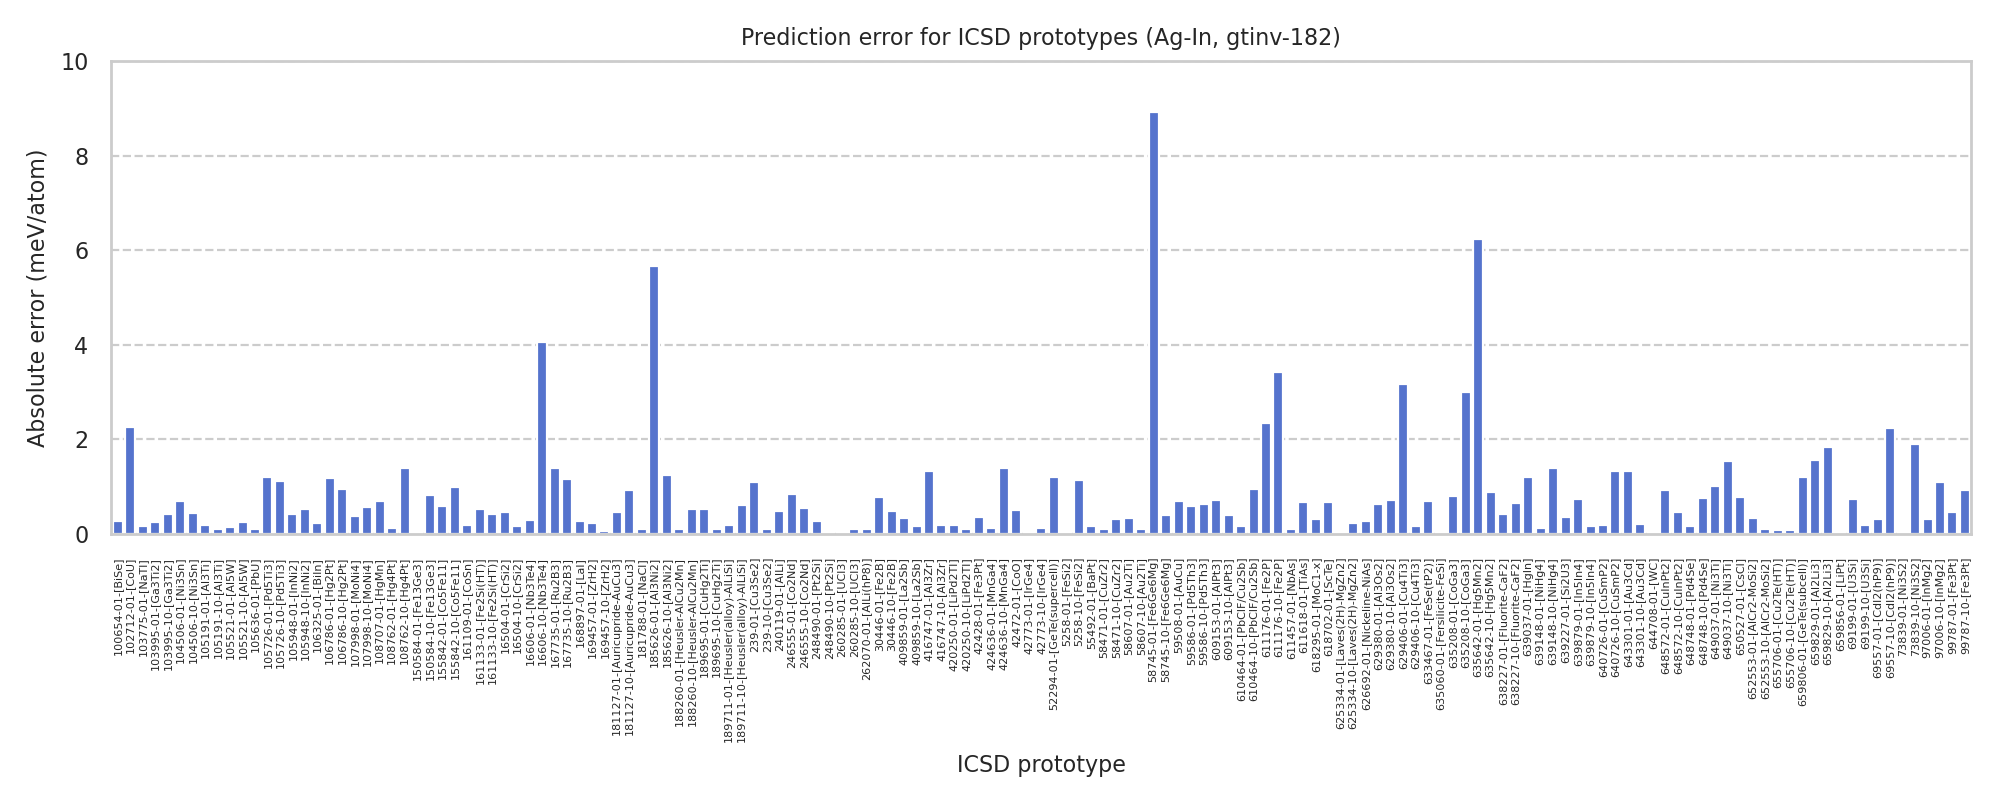 Prediction error for ICSD prototypes (Ag-In, gtinv-182)
Absolute error (meV/atom)
10
8
6
4
2
0
100654-01-[BiSe]
102712-01-[CoU]
103775-01-[NaTl]
103995-01-[Ga3Ti2]
103995-10-[Ga3Ti2]
104506-01-[Ni3Sn]
104506-10-[Ni3Sn]
105191-01-[Al3Ti]
105191-10-[Al3Ti]
105521-01-[Al5W]
105521-10-[Al5W]
105636-01-[PbU]
105726-01-[Pd5Ti3]
105726-10-[Pd5Ti3]
105948-01-[InNi2]
105948-10-[InNi2]
106325-01-[BiIn]
106786-01-[Hg2Pt]
106786-10-[Hg2Pt]
107998-01-[MoNi4]
107998-10-[MoNi4]
108707-01-[HgMn]
108762-01-[Hg4Pt]
108762-10-[Hg4Pt]
150584-01-[Fe13Ge3]
150584-10-[Fe13Ge3]
155842-01-[Co5Fe11]
155842-10-[Co5Fe11]
161109-01-[CoSn]
161133-01-[Fe2Si(HT)]
161133-10-[Fe2Si(HT)]
16504-01-[CrSi2]
16504-10-[CrSi2]
166006-01-[Nb3Te4]
166006-10-[Nb3Te4]
167735-01-[Ru2B3]
167735-10-[Ru2B3]
168897-01-[LaI]
169457-01-[ZrH2]
169457-10-[ZrH2]
181127-01-[Auricupride-AuCu3]
181127-10-[Auricupride-AuCu3]
181788-01-[NaCl]
185626-01-[Al3Ni2]
185626-10-[Al3Ni2]
188260-01-[Heusler-AlCu2Mn]
188260-10-[Heusler-AlCu2Mn]
189695-01-[CuHg2Ti]
189695-10-[CuHg2Ti]
189711-01-[Heusler(alloy)-AlLiSi]
189711-10-[Heusler(alloy)-AlLiSi]
239-01-[Cu3Se2]
239-10-[Cu3Se2]
240119-01-[AlLi]
246555-01-[Co2Nd]
246555-10-[Co2Nd]
248490-01-[Pt2Si]
248490-10-[Pt2Si]
260285-01-[UCl3]
260285-10-[UCl3]
262070-01-[AlLi(hP8)]
30446-01-[Fe2B]
30446-10-[Fe2B]
409859-01-[La2Sb]
409859-10-[La2Sb]
416747-01-[Al3Zr]
416747-10-[Al3Zr]
420250-01-[LiPd2Tl]
420250-10-[LiPd2Tl]
42428-01-[Fe3Pt]
424636-01-[MnGa4]
424636-10-[MnGa4]
42472-01-[CoO]
42773-01-[IrGe4]
42773-10-[IrGe4]
52294-01-[GeTe(supercell)]
5258-01-[FeSi2]
5258-10-[FeSi2]
55492-01-[BaPt]
58471-01-[CuZr2]
58471-10-[CuZr2]
58607-01-[Au2Ti]
58607-10-[Au2Ti]
58745-01-[Fe6Ge6Mg]
58745-10-[Fe6Ge6Mg]
59508-01-[AuCu]
59586-01-[Pd5Th3]
59586-10-[Pd5Th3]
609153-01-[AlPt3]
609153-10-[AlPt3]
610464-01-[PbClF/Cu2Sb]
610464-10-[PbClF/Cu2Sb]
611176-01-[Fe2P]
611176-10-[Fe2P]
611457-01-[NbAs]
611618-01-[TiAs]
618295-01-[MoC1-x]
618702-01-[ScTe]
625334-01-[Laves(2H)-MgZn2]
625334-10-[Laves(2H)-MgZn2]
626692-01-[Nickeline-NiAs]
629380-01-[Al3Os2]
629380-10-[Al3Os2]
629406-01-[Cu4Ti3]
629406-10-[Cu4Ti3]
633467-01-[FeSe(tP2)]
635060-01-[Fersilicite-FeSi]
635208-01-[CoGa3]
635208-10-[CoGa3]
635642-01-[Hg5Mn2]
635642-10-[Hg5Mn2]
638227-01-[Fluorite-CaF2]
638227-10-[Fluorite-CaF2]
639037-01-[HgIn]
639148-01-[NiHg4]
639148-10-[NiHg4]
639227-01-[Si2U3]
639879-01-[In5In4]
639879-10-[In5In4]
640726-01-[CuSmP2]
640726-10-[CuSmP2]
643301-01-[Au3Cd]
643301-10-[Au3Cd]
644708-01-[WC]
648572-01-[CuInPt2]
648572-10-[CuInPt2]
648748-01-[Pd4Se]
648748-10-[Pd4Se]
649037-01-[Ni3Ti]
649037-10-[Ni3Ti]
650527-01-[CsCl]
652553-01-[AlCr2-MoSi2]
652553-10-[AlCr2-MoSi2]
655706-01-[Cu2Te(HT)]
655706-10-[Cu2Te(HT)]
659806-01-[GeTe(subcell)]
659829-01-[Al2Li3]
659829-10-[Al2Li3]
659856-01-[LiPt]
69199-01-[U3Si]
69199-10-[U3Si]
69557-01-[CdI2(hP9)]
69557-10-[CdI2(hP9)]
73839-01-[Ni3S2]
73839-10-[Ni3S2]
97006-01-[InMg2]
97006-10-[InMg2]
99787-01-[Fe3Pt]
99787-10-[Fe3Pt]
ICSD prototype